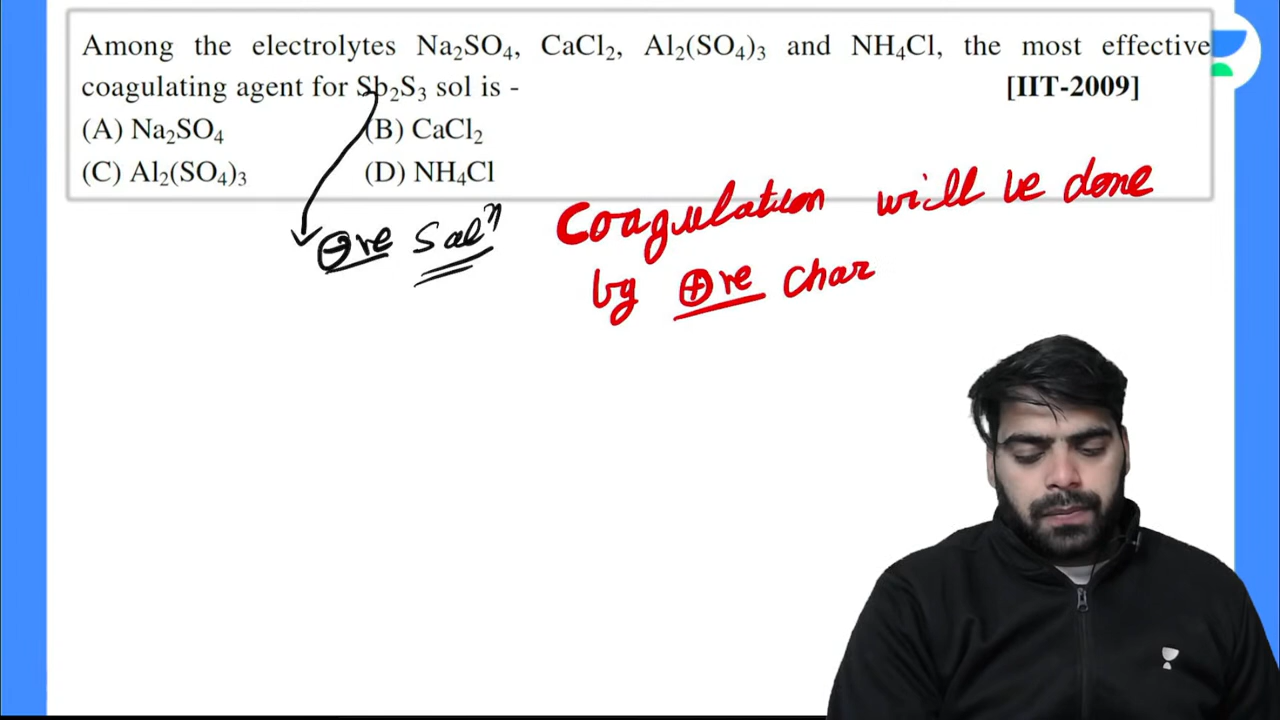 Among the electrolytes Na₂SO₄, CaCl₂, Al₂(SO₄)₃ and NH₄Cl, the most effective
coagulating agent for Sb₂S₃ sol is - [IIT-2009]
(A) Na₂SO₄ (B) CaCl₂
(C) Al₂(SO₄)₃ (D) NH₄Cl
⊖ve Solⁿ
Coagulation will be done
by ⊕ve char